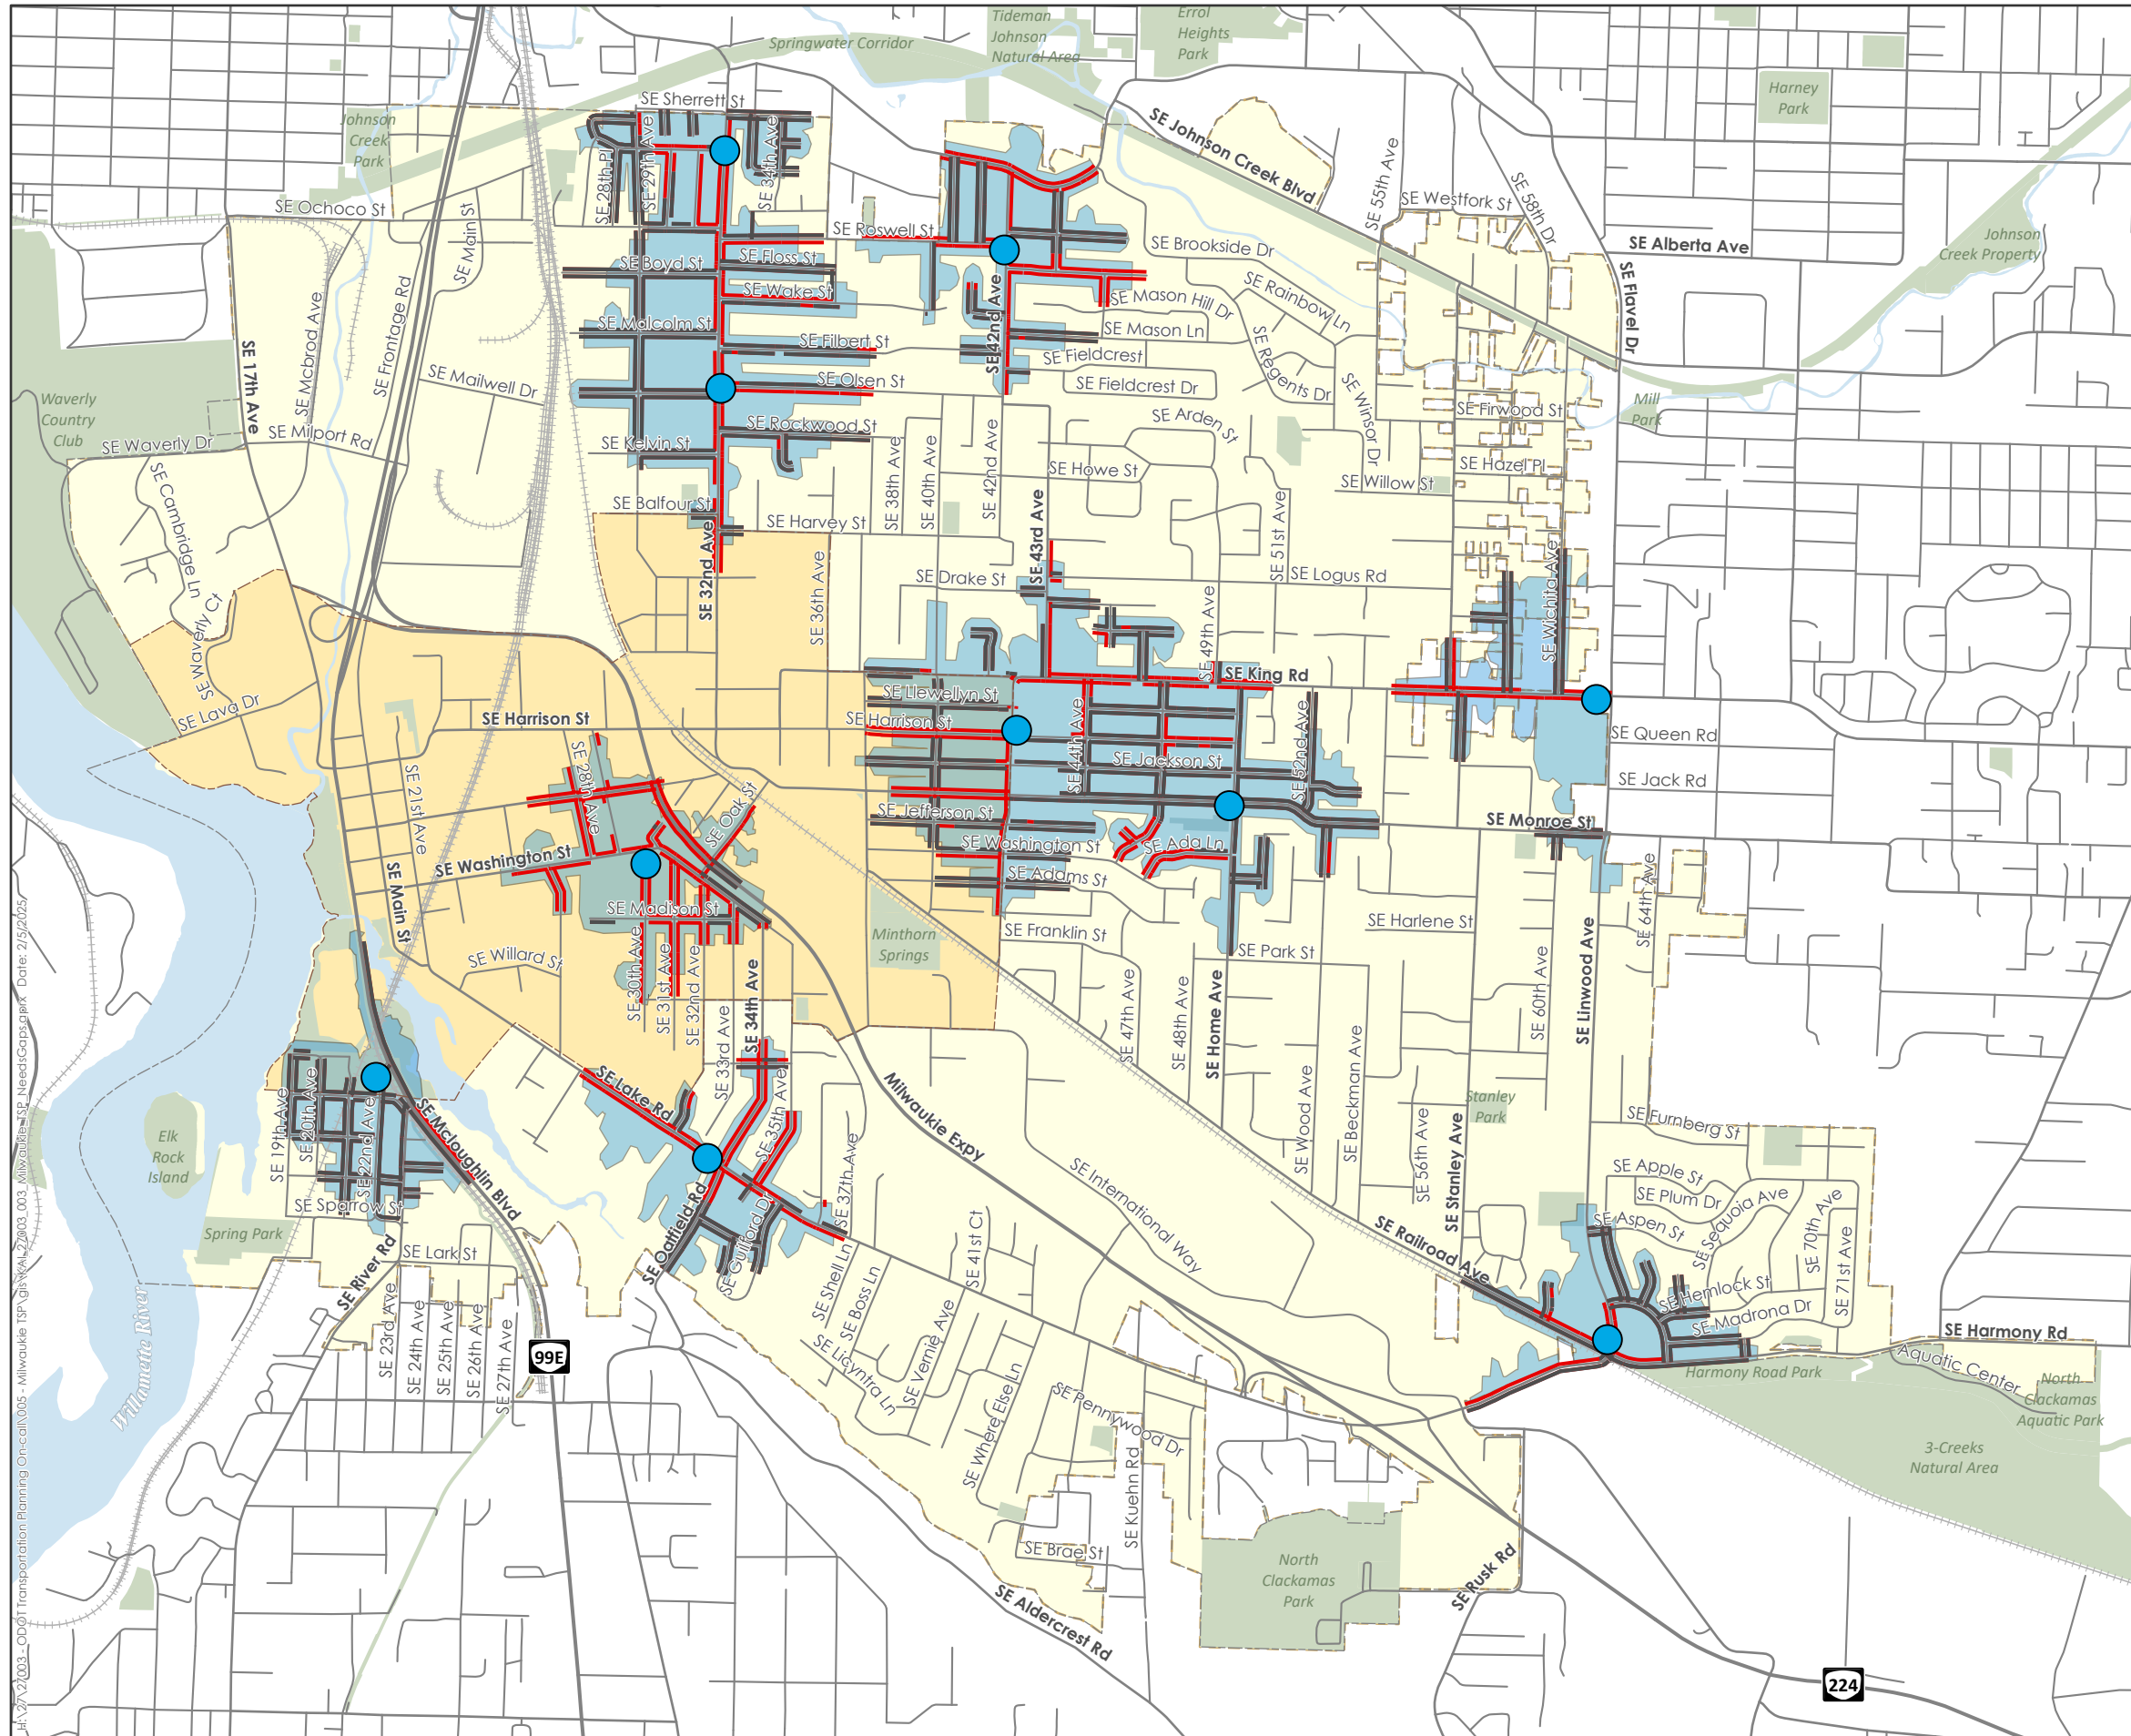 Springwater Corridor
Tideman
Johnson
Natural Area
Errol
Heights
Park
Harney
Park
Johnson
Creek
Park
SE Sherrett St
SE Johnson Creek Blvd
SE 28th Pl
SE 29th Ave
SE 34th Ave
SE 55th Ave
SE Westfork St
SE 58th Dr
SE Ochoco St
SE Main St
SE Roswell St
SE Brookside Dr
SE Alberta Ave
Johnson
Creek Property
SE Boyd St
SE Floss St
SE Wake St
SE 42nd Ave
SE Mason Hill Dr
SE Rainbow Ln
SE Flavel Dr
SE Mcbrod Ave
SE Frontage Rd
SE Malcolm St
SE Filbert St
SE Mason Ln
SE Fieldcrest
SE Regents Dr
SE 17th Ave
SE Mailwell Dr
SE Olsen St
SE Fieldcrest Dr
SE Winsor Dr
Waverly
Country
Club
Mill
Park
SE Waverly Dr
SE Milport Rd
SE Kelvin St
SE Rockwood St
SE 38th Ave
SE 40th Ave
SE 42nd Ave
SE Arden St
SE Firwood St
SE Howe St
SE Hazel Pl
SE Willow St
SE Cambridge Ln
SE Balfour St
SE Harvey St
SE 32nd Ave
SE 36th Ave
SE 43rd Ave
SE 51st Ave
SE Drake St
SE Logus Rd
SE 49th Ave
SE Wichita Ave
SE Waverly Ct
SE Lava Dr
SE King Rd
SE Llewellyn St
SE Harrison St
SE Harrison St
SE 44th Ave
SE Jackson St
SE 52nd Ave
SE Queen Rd
SE Jack Rd
SE 21st Ave
SE 28th Ave
SE Oak St
SE Jefferson St
SE Washington St
SE Ada Ln
SE Monroe St
SE Main St
SE Washington St
SE Adams St
SE 64th Ave
SE Madison St
SE Franklin St
SE Park St
SE Harlene St
SE Willard St
Minthorn
Springs
SE 30th Ave
SE 31st Ave
SE 32nd Ave
SE 33rd Ave
SE 34th Ave
SE 47th Ave
SE 48th Ave
SE Home Ave
SE 60th Ave
SE Linwood Ave
SE Wood Ave
SE Beckman Ave
SE 56th Ave
SE Stanley Ave
Stanley
Park
SE Lake Rd
SE 35th Ave
SE 37th Ave
Milwaukie Expy
SE Furnberg St
SE 19th Ave
SE 20th Ave
SE 22nd Ave
SE Mcloughlin Blvd
Elk
Rock
Island
SE Sparrow St
Spring Park
SE Lark St
SE River Rd
SE Oatfield Rd
SE Guilford Dr
SE International Way
SE Railroad Ave
SE Apple St
SE Plum Dr
SE Aspen St
SE Sequoia Ave
SE 70th Ave
SE 71st Ave
SE Hemlock St
SE Madrona Dr
SE Harmony Rd
Harmony Road Park
Aquatic Center
North
Clackamas
Aquatic Park
3-Creeks
Natural Area
SE 23rd Ave
SE 24th Ave
SE 25th Ave
SE 26th Ave
SE 27th Ave
99E
Willamette River
SE Shell Ln
SE Boss Ln
SE 41st Ct
SE Licyntra Ln
SE Vernie Ave
SE Where Else Ln
SE Pennywood Dr
SE Kuehn Rd
SE Brae St
SE Aldercrest Rd
North
Clackamas
Park
SE Rusk Rd
224
H:\27\27003 - ODOT Transportation Planning On-call\005 - Milwaukie TSP\gis\KAI_27003_003_Milwaukie_TSP_NeedsGaps.aprx Date: 2/5/2025